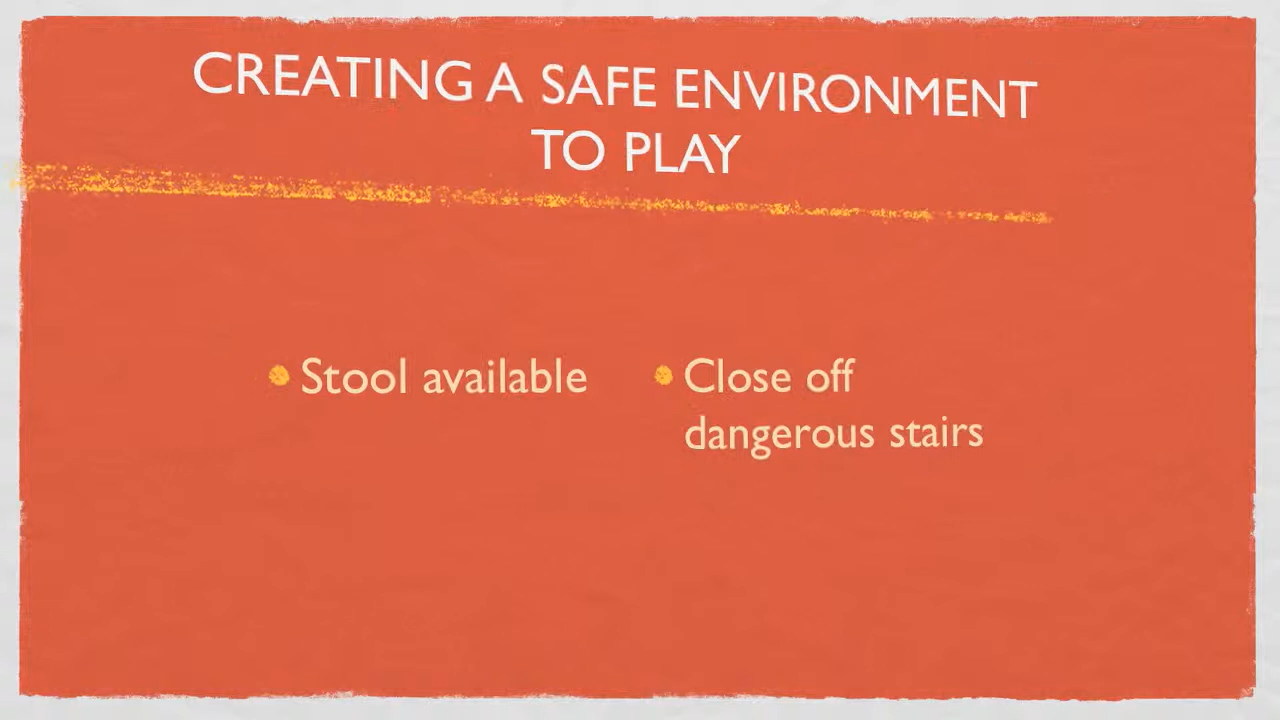 CREATING A SAFE ENVIRONMENT
TO PLAY
Stool available
Close off
dangerous stairs